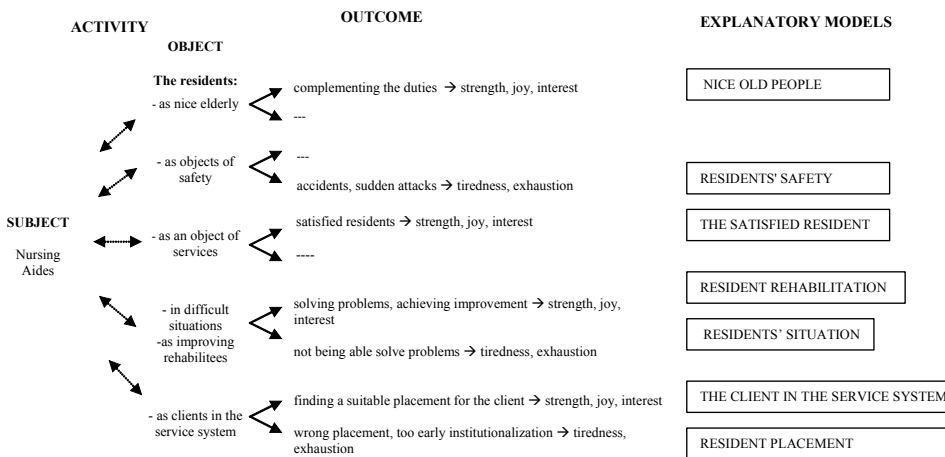 ACTIVITY
OUTCOME
EXPLANATORY MODELS
OBJECT
The residents:
- as nice elderly
complementing the duties → strength, joy, interest
---
NICE OLD PEOPLE
- as objects of
safety
---
accidents, sudden attacks → tiredness, exhaustion
RESIDENTS' SAFETY
SUBJECT
Nursing
Aides
- as an object of
services
satisfied residents → strength, joy, interest
----
THE SATISFIED RESIDENT
- in difficult
situations
-as improving
rehabilitees
solving problems, achieving improvement → strength, joy,
interest
not being able solve problems → tiredness, exhaustion
RESIDENT REHABILITATION
RESIDENTS’ SITUATION
- as clients in the
service system
finding a suitable placement for the client → strength, joy, interest
wrong placement, too early institutionalization → tiredness,
exhaustion
THE CLIENT IN THE SERVICE SYSTEM
RESIDENT PLACEMENT